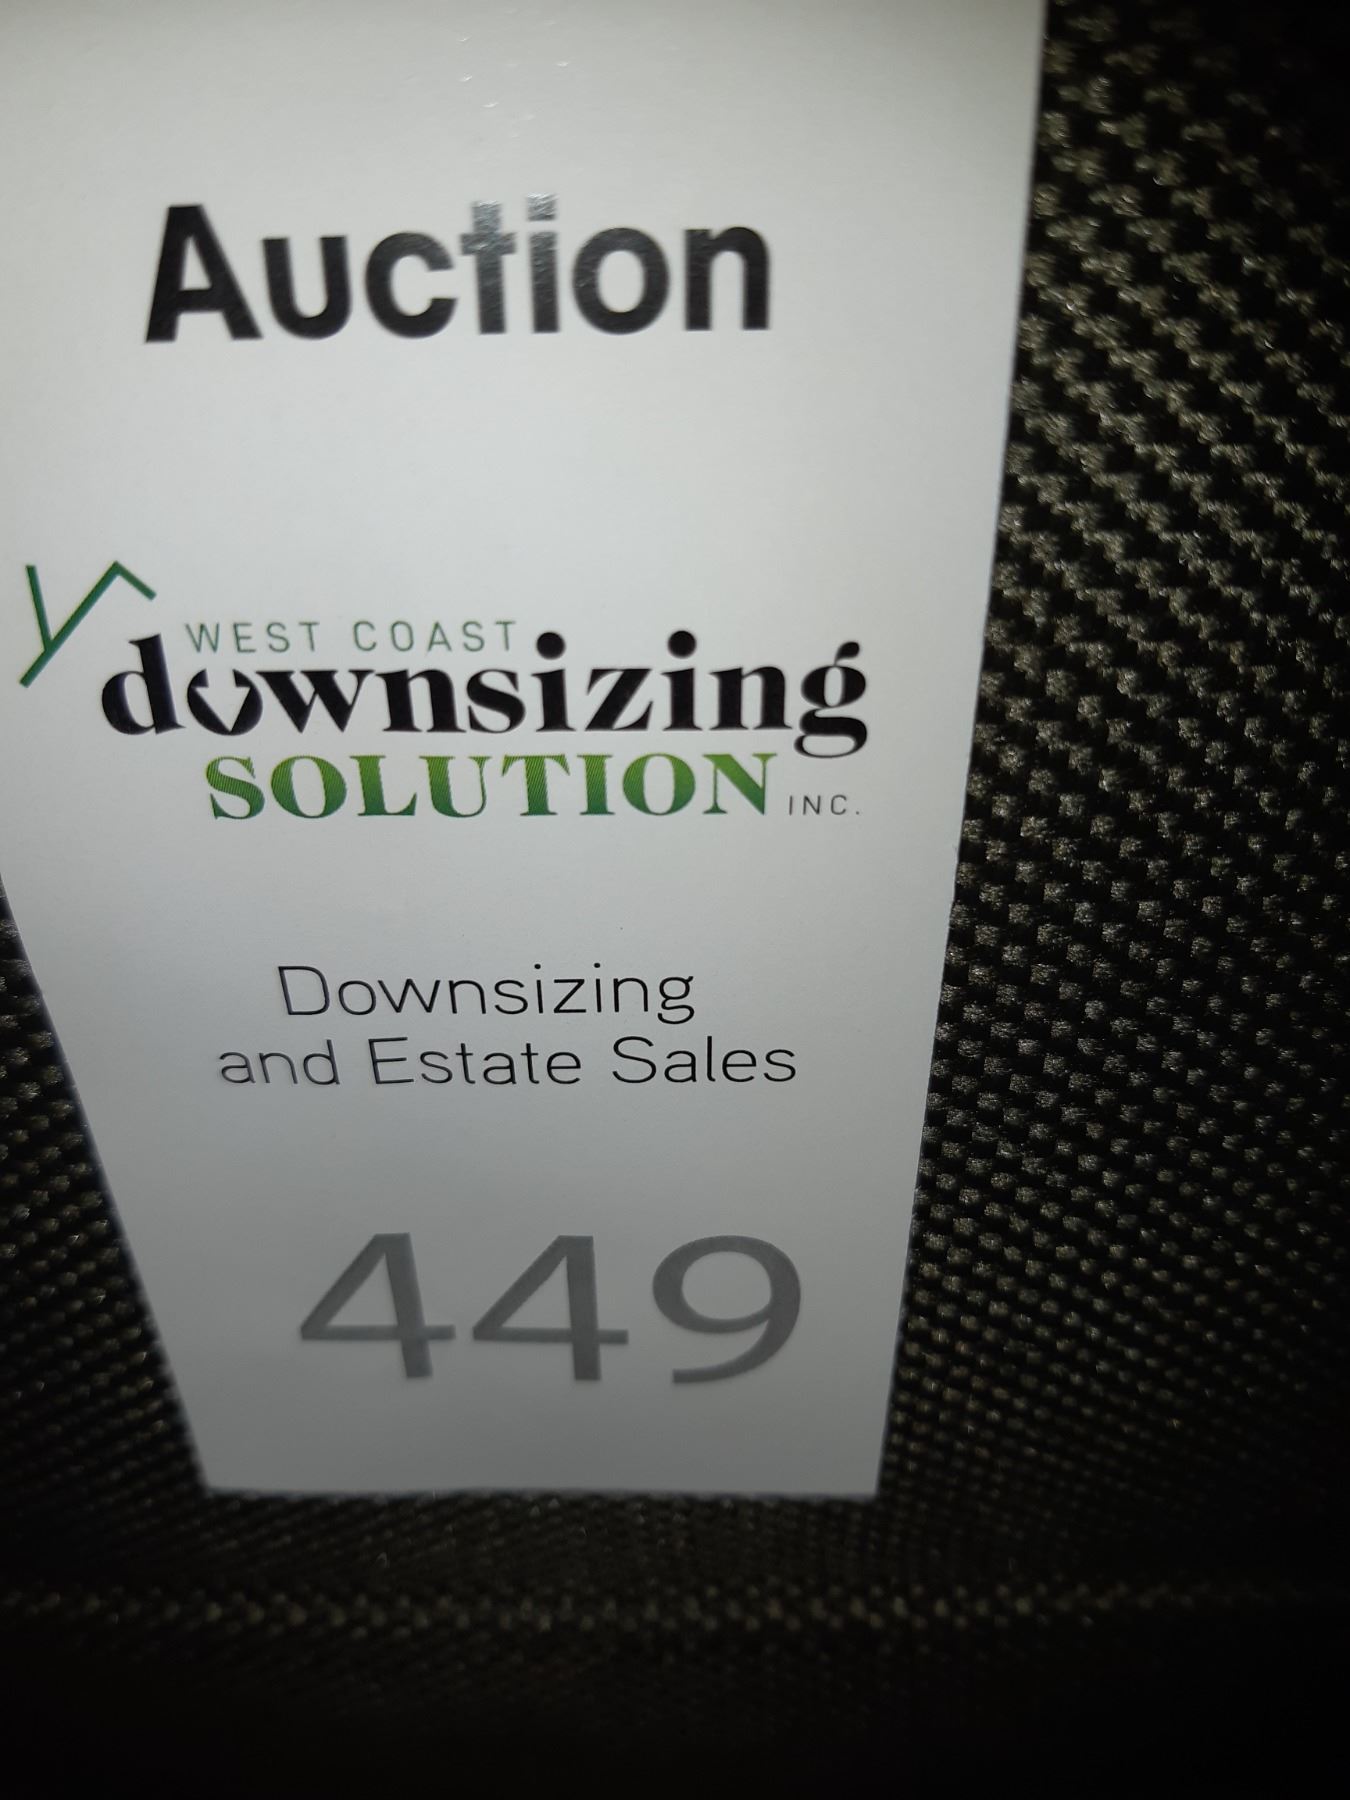 Auction
WEST COAST
downsizing
SOLUTION INC.
Downsizing
and Estate Sales
449